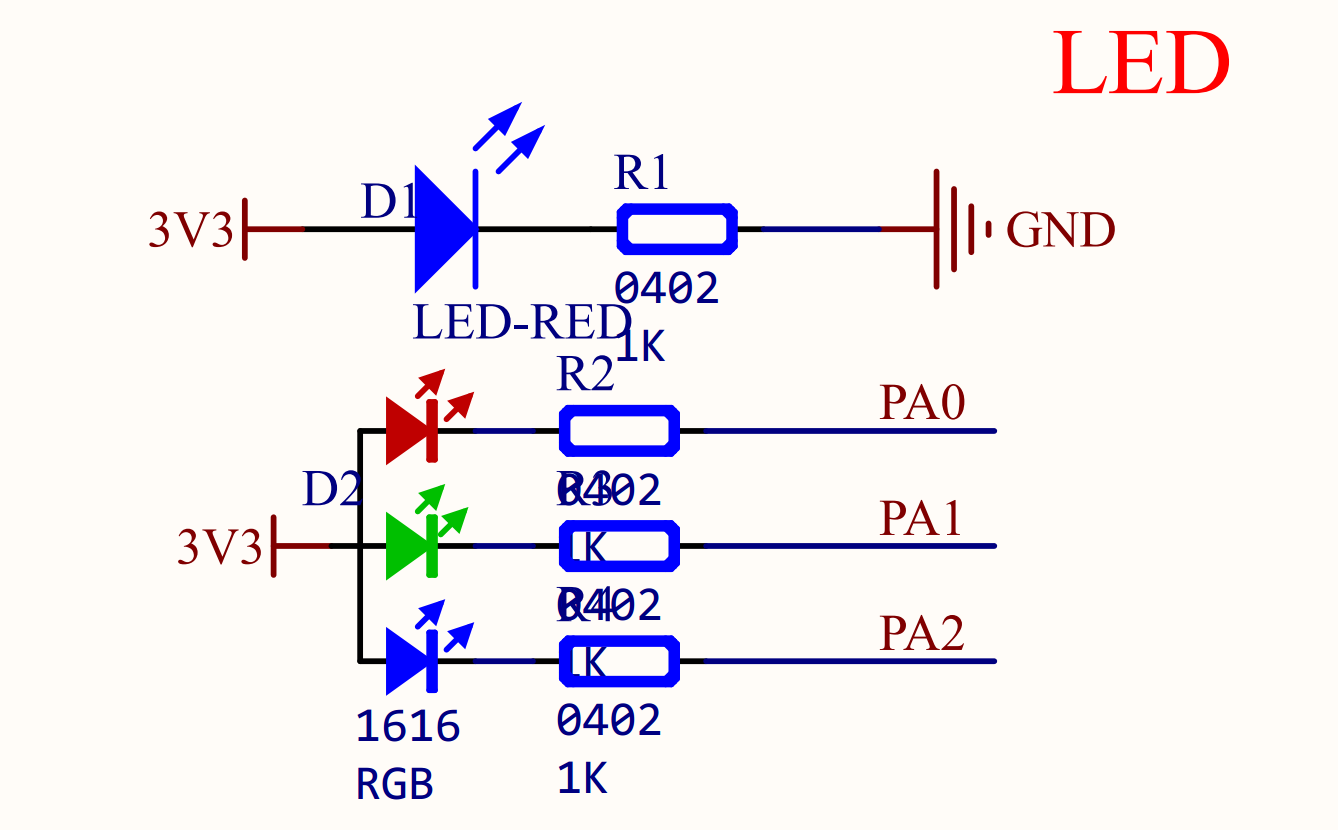 LED
R1
D1
3V3
GND
0402
LED-RED
1K
R2
PA0
D2
0402
R3
PA1
3V3
1K
0402
R4
PA2
1K
1616
0402
RGB
1K